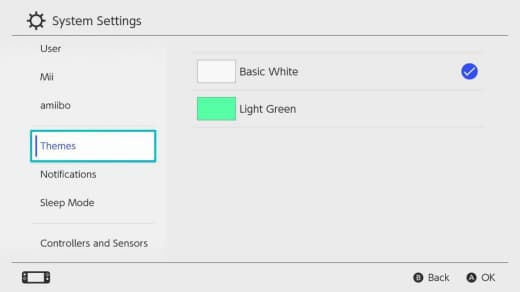 System Settings
User
Mii
amiibo
Themes
Notifications
Sleep Mode
Controllers and Sensors
Basic White
Light Green
B Back A OK